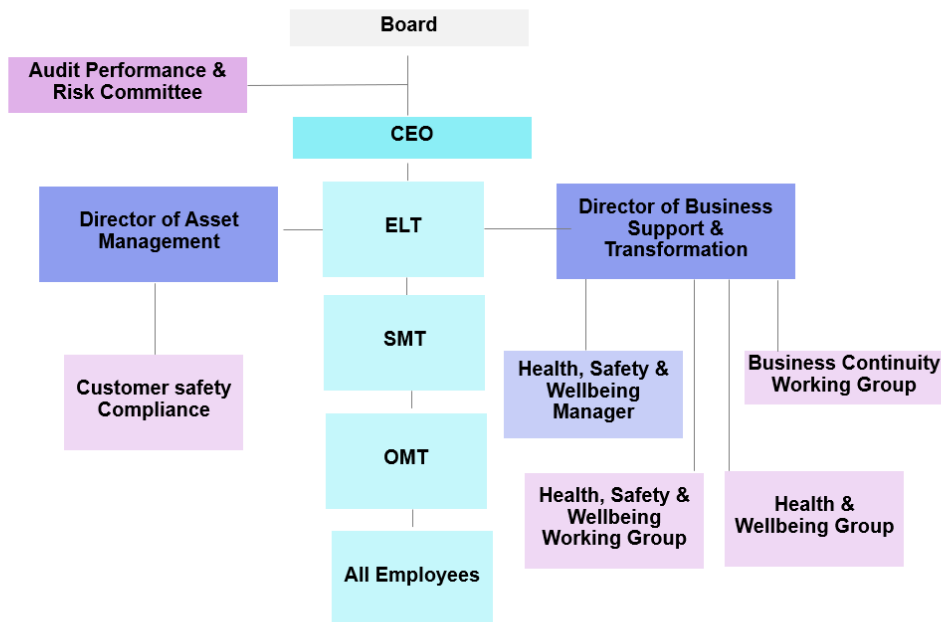 Board
Audit Performance &
Risk Committee
CEO
Director of Asset
Management
ELT
Director of Business
Support &
Transformation
SMT
Customer safety
Compliance
Health, Safety &
Wellbeing
Manager
Business Continuity
Working Group
OMT
Health, Safety &
Wellbeing
Working Group
Health &
Wellbeing Group
All Employees